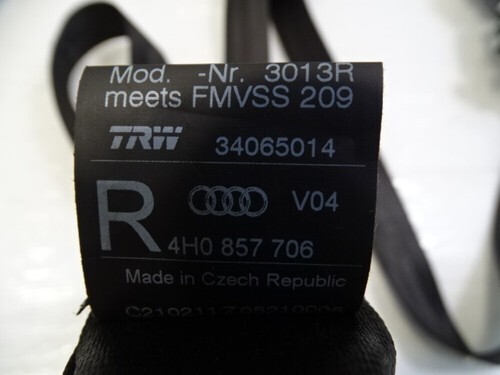 Mod. -Nr. 3013R
meets FMVSS 209
TRW 34065014
R V04
4H0 857 706
Made in Czech Republic